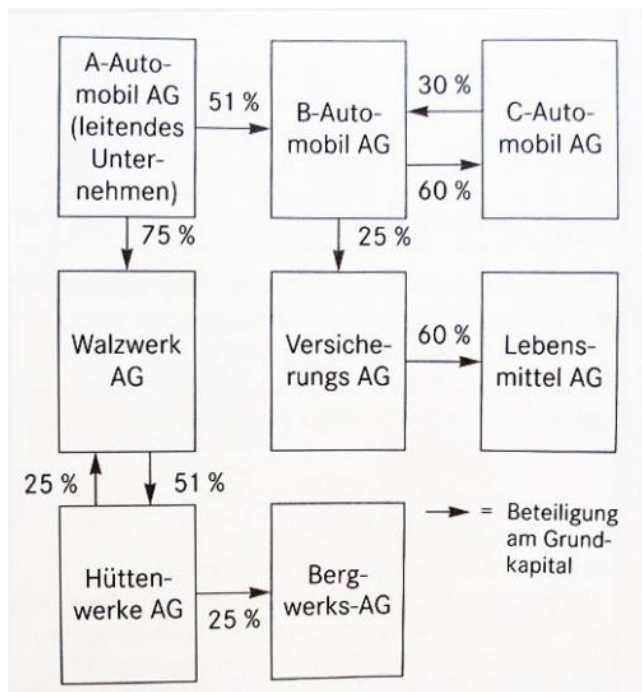 A-Auto-
mobil AG
(leitendes
Unter-
nehmen)
51 %
B-Auto-
mobil AG
30 %
60 %
C-Auto-
mobil AG
75 %
25 %
Walzwerk
AG
Versiche-
rungs AG
60 %
Lebens-
mittel AG
25 %
51 %
Hütten-
werke AG
25 %
Berg-
werks-AG
= Beteiligung
am Grund-
kapital